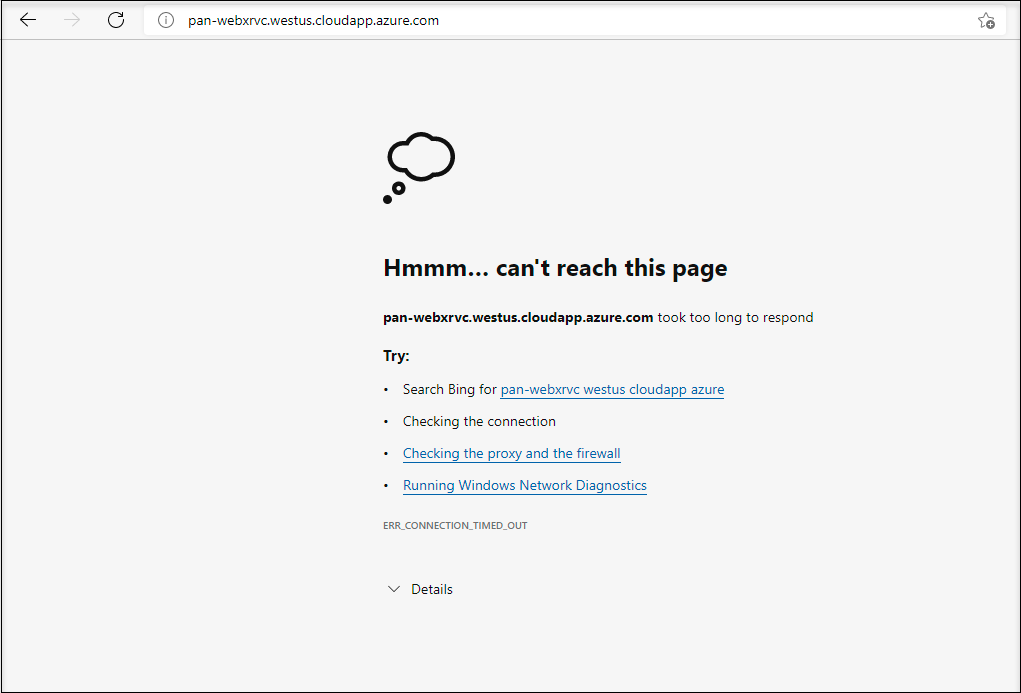 pan-webxrvc.westus.cloudapp.azure.com
Hmmm... can't reach this page
pan-webxrvc.westus.cloudapp.azure.com took too long to respond
Try:
• Search Bing for pan-webxrvc westus cloudapp azure
• Checking the connection
• Checking the proxy and the firewall
• Running Windows Network Diagnostics
ERR_CONNECTION_TIMED_OUT
Details